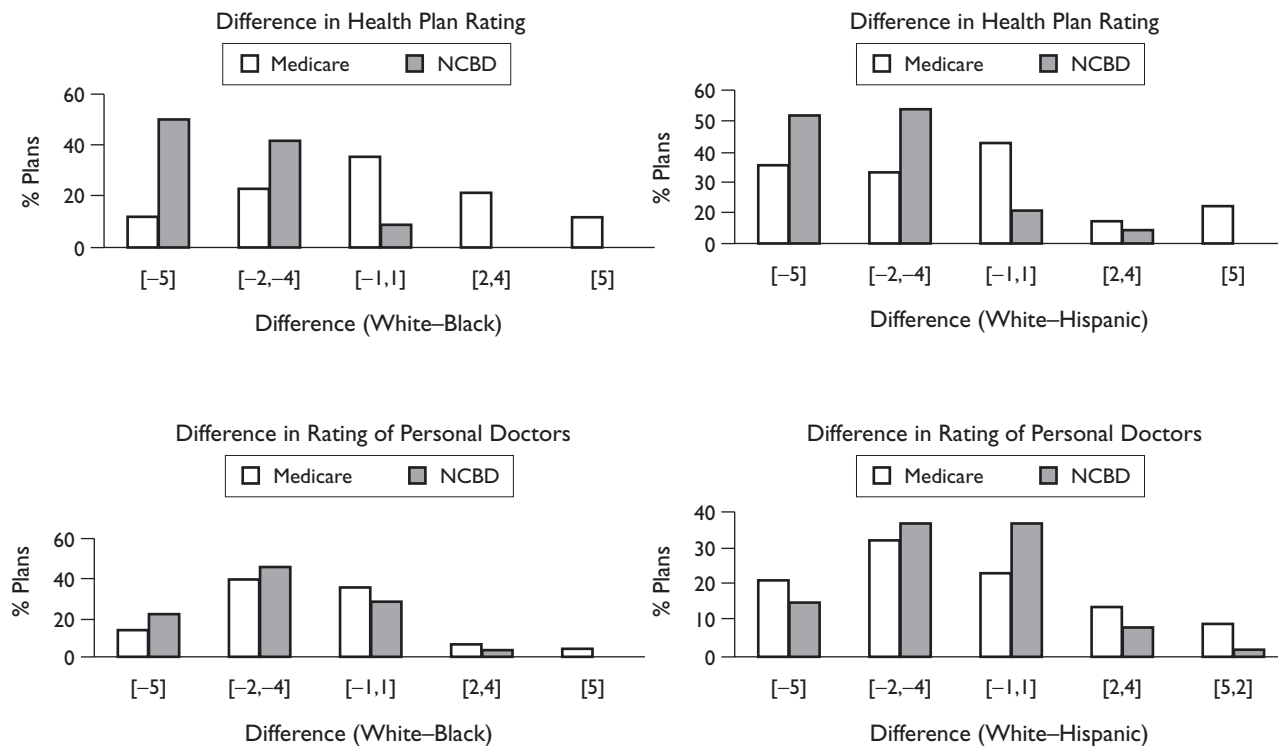 Difference in Health Plan Rating
Medicare NCBD
60
40
20
0
% Plans
[–5] [–2,–4] [–1,1] [2,4] [5]
Difference (White–Black)
Difference in Health Plan Rating
Medicare NCBD
60
50
40
30
20
0
% Plans
[–5] [–2,–4] [–1,1] [2,4] [5]
Difference (White–Hispanic)
Difference in Rating of Personal Doctors
Medicare NCBD
60
40
20
0
% Plans
[–5] [–2,–4] [–1,1] [2,4] [5]
Difference (White–Black)
Difference in Rating of Personal Doctors
Medicare NCBD
40
30
20
10
0
% Plans
[–5] [–2,–4] [–1,1] [2,4] [5,2]
Difference (White–Hispanic)